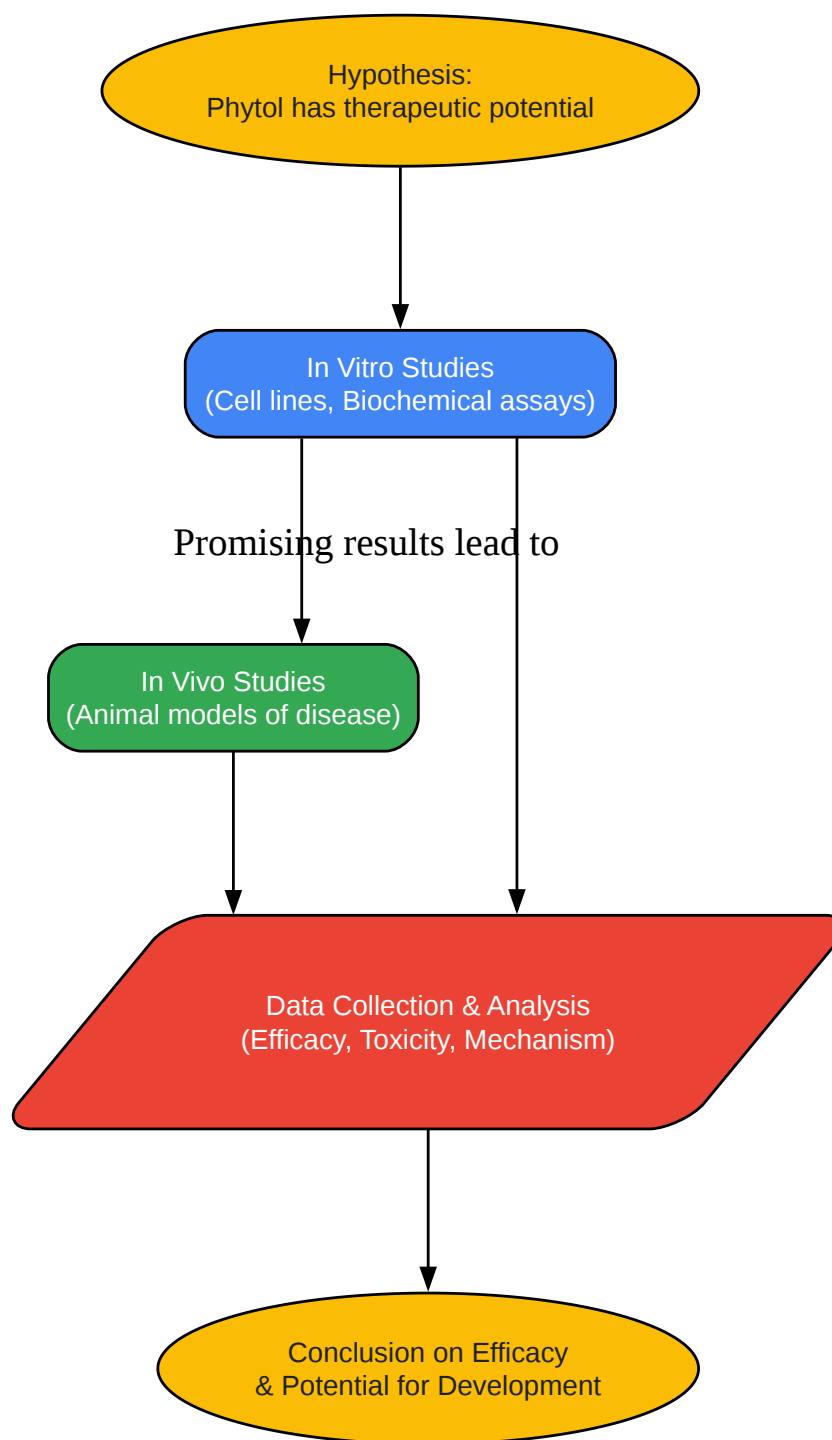 Hypothesis:
Phytol has therapeutic potential
In Vitro Studies
(Cell lines, Biochemical assays)
Promising results lead to
In Vivo Studies
(Animal models of disease)
Data Collection & Analysis
(Efficacy, Toxicity, Mechanism)
Conclusion on Efficacy
& Potential for Development